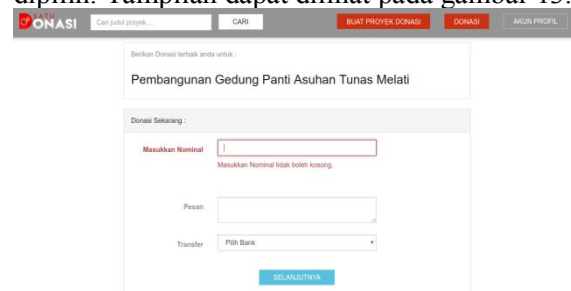 dipilih. Tampilan dapat dilihat pada gambar 13.
SATU
DONASI
Cari judul proyek....
CARI
BUAT PROYEK DONASI
DONASI
AKUN PROFIL
Berikan Donasi terbaik anda untuk :
Pembangunan Gedung Panti Asuhan Tunas Melati
Donasi Sekarang :
Masukkan Nominal
Masukkan Nominal tidak boleh kosong.
Pesan
Transfer
Pilih Bank
SELANJUTNYA